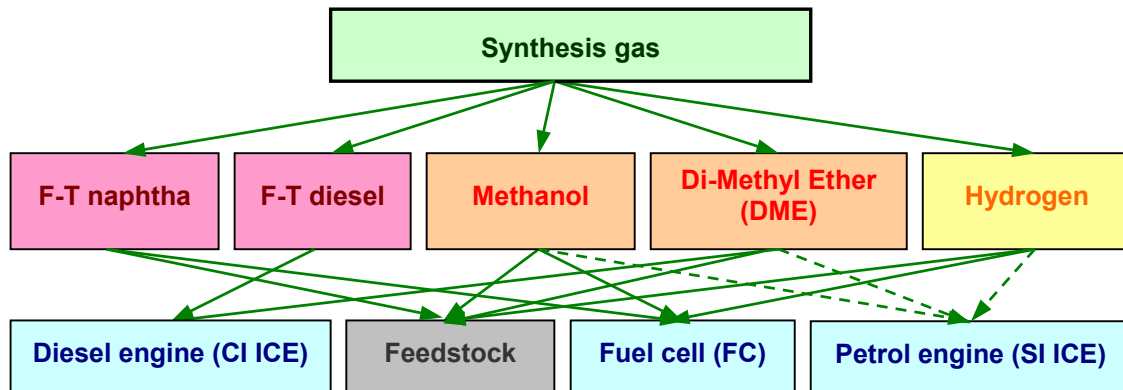 Synthesis gas
F-T naphtha
F-T diesel
Methanol
Di-Methyl Ether
(DME)
Hydrogen
Diesel engine (CI ICE)
Feedstock
Fuel cell (FC)
Petrol engine (SI ICE)